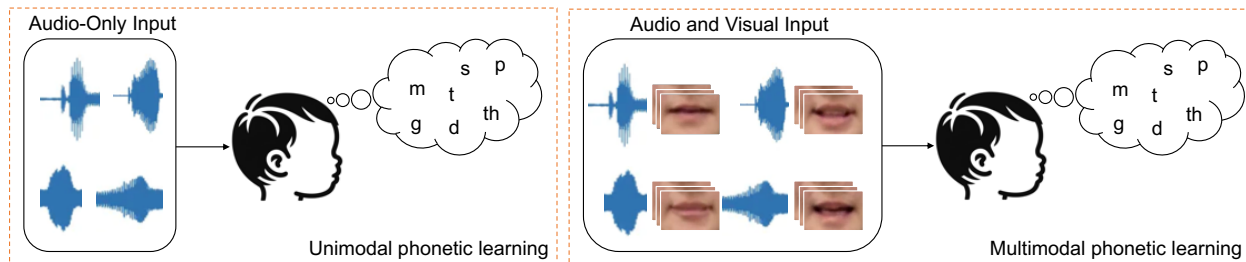 Audio-Only Input
s p
m t
g d th
Unimodal phonetic learning
Audio and Visual Input
s p
m t
g d th
Multimodal phonetic learning